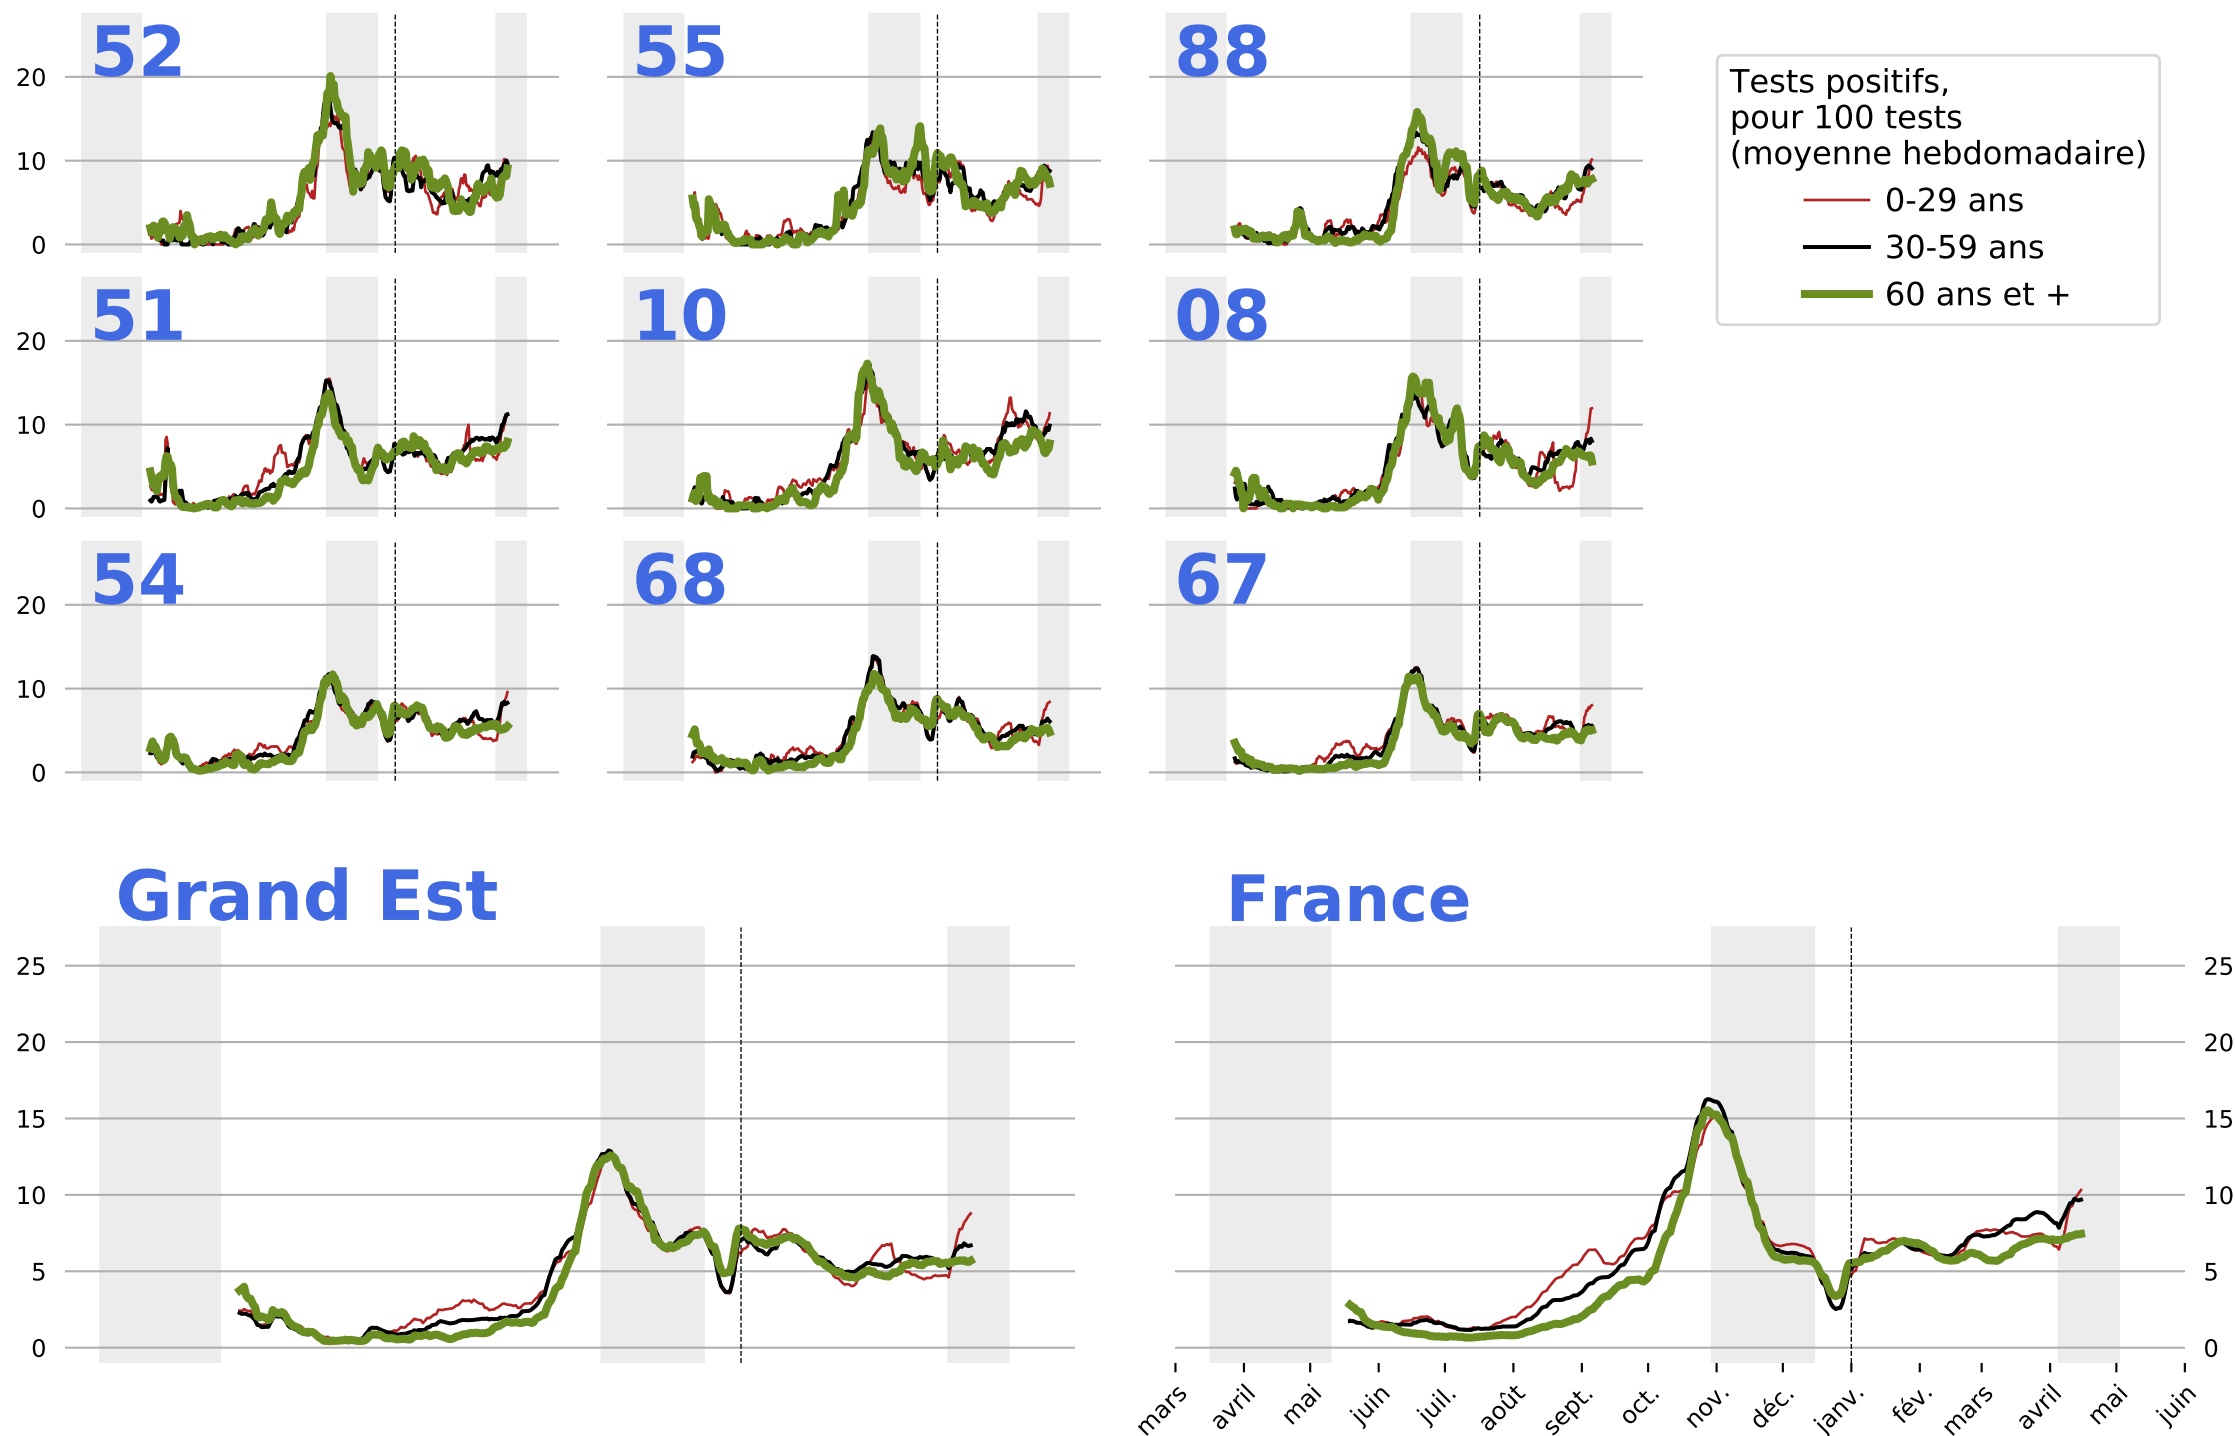 52
55
88
20
10
0
Tests positifs,
pour 100 tests
(moyenne hebdomadaire)
0-29 ans
30-59 ans
60 ans et +
51
10
08
20
10
0
54
68
67
20
10
0
Grand Est
France
25
20
15
10
5
0
25
20
15
10
5
0
mars
avril
mai
juin
juil.
août
sept.
oct.
nov.
déc.
janv.
fév.
mars
avril
mai
juin